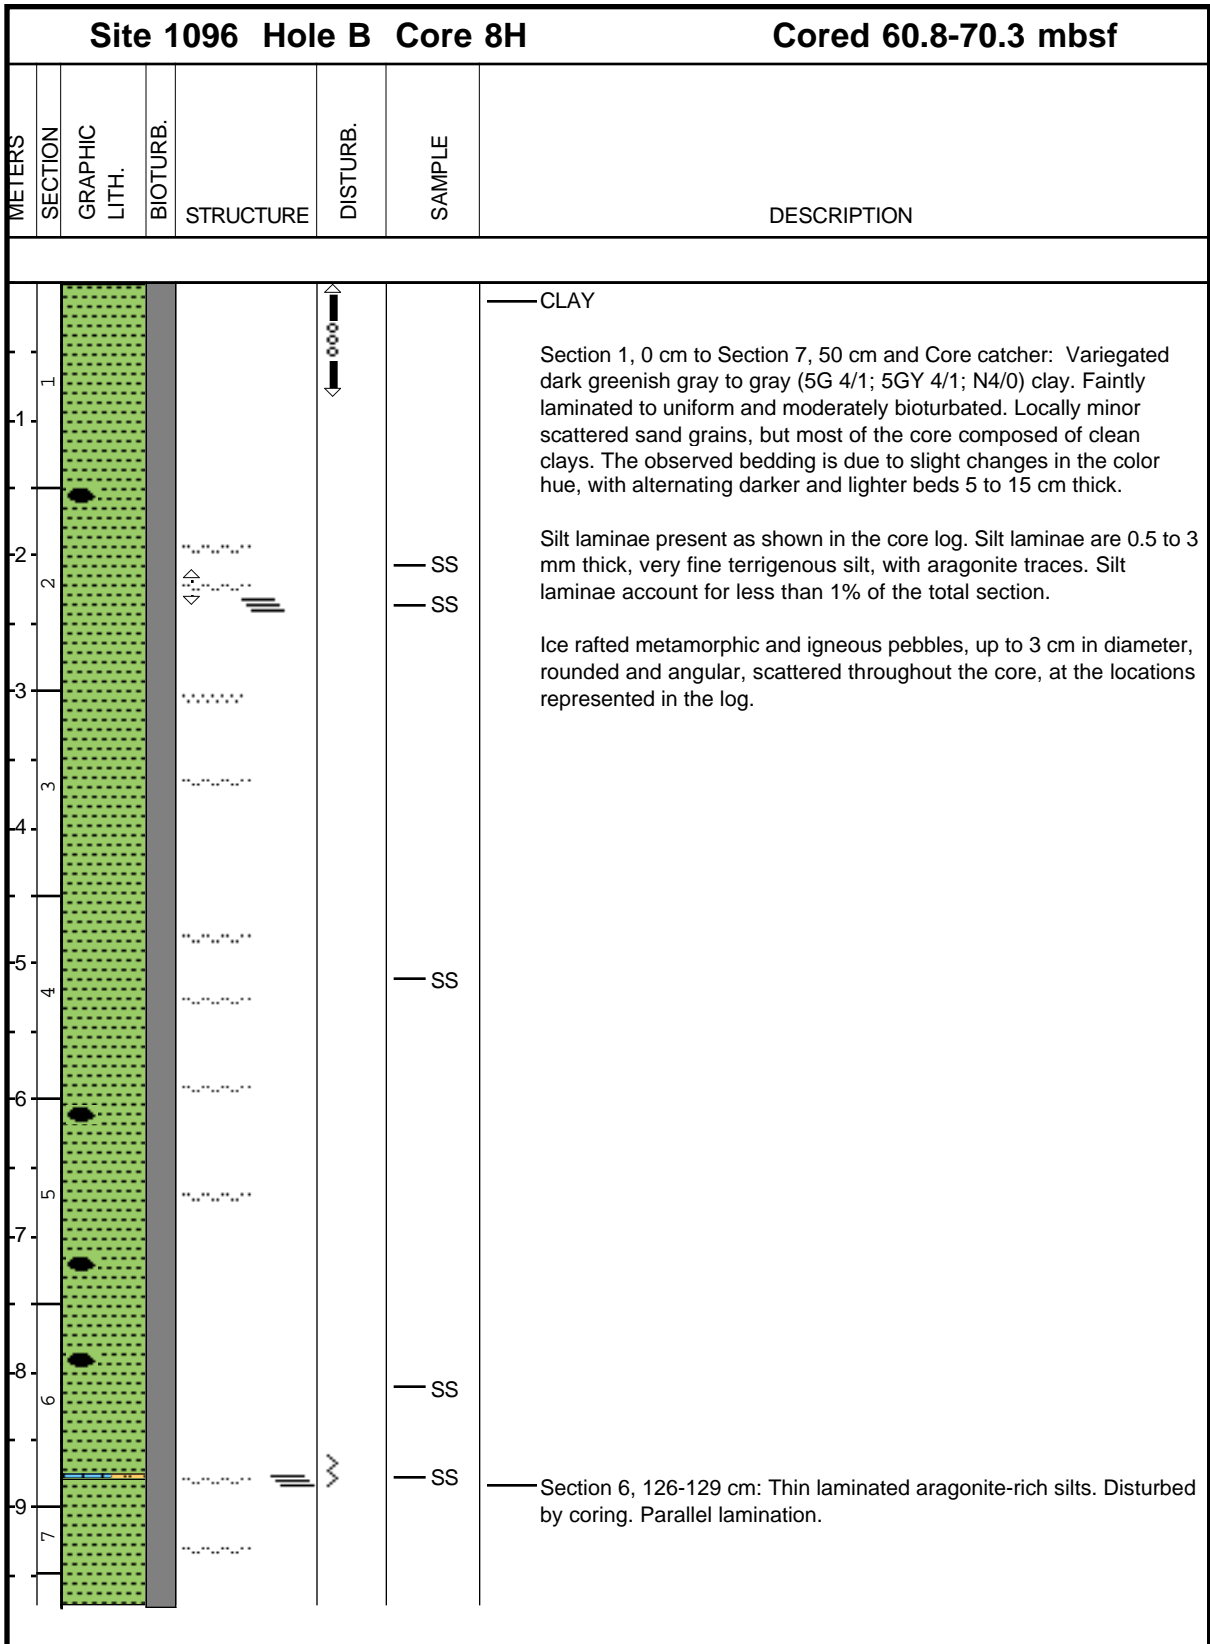 Site 1096 Hole B Core 8H Cored 60.8-70.3 mbsf
METERS
SECTION
GRAPHIC
LITH.
BIOTURB.
STRUCTURE
DISTURB.
SAMPLE
DESCRIPTION
CLAY
Section 1, 0 cm to Section 7, 50 cm and Core catcher: Variegated
dark greenish gray to gray (5G 4/1; 5GY 4/1; N4/0) clay. Faintly
laminated to uniform and moderately bioturbated. Locally minor
scattered sand grains, but most of the core composed of clean
clays. The observed bedding is due to slight changes in the color
hue, with alternating darker and lighter beds 5 to 15 cm thick.
1
1
2
2
SS
SS
Silt laminae present as shown in the core log. Silt laminae are 0.5 to 3
mm thick, very fine terrigenous silt, with aragonite traces. Silt
laminae account for less than 1% of the total section.
Ice rafted metamorphic and igneous pebbles, up to 3 cm in diameter,
rounded and angular, scattered throughout the core, at the locations
represented in the log.
3
3
4
5
4
SS
6
5
7
8
6
SS
SS
Section 6, 126-129 cm: Thin laminated aragonite-rich silts. Disturbed
by coring. Parallel lamination.
9
7